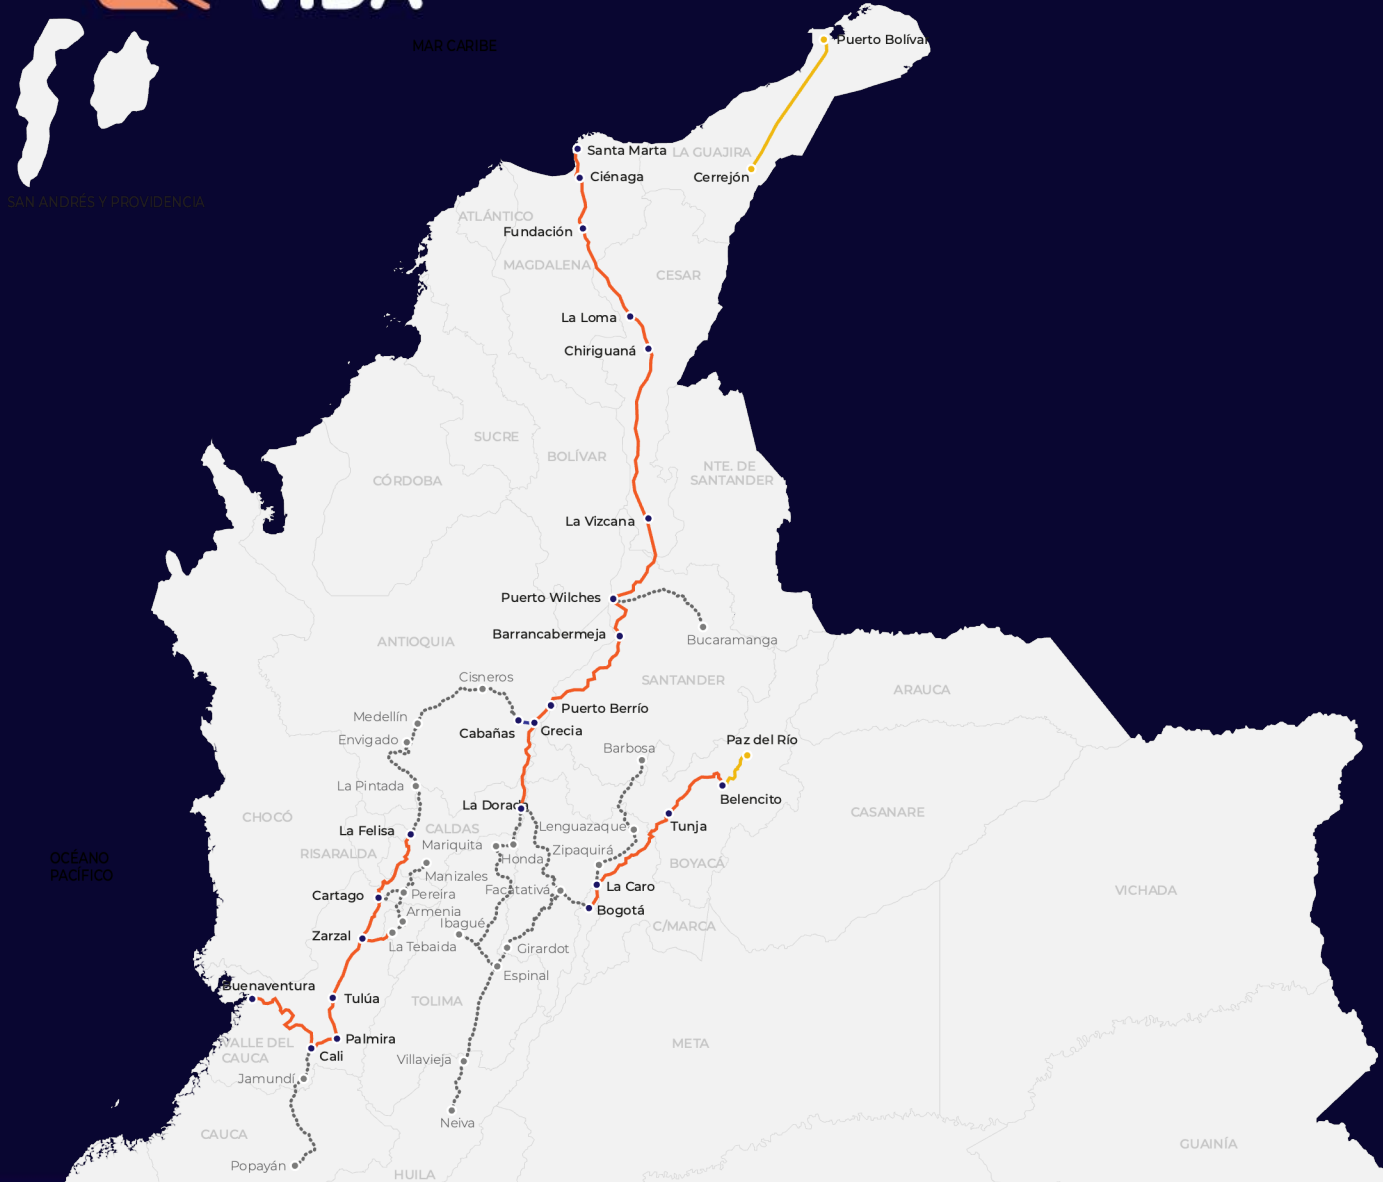 VIDA
MAR CARIBE
Puerto Bolívar
SAN ANDRÉS Y PROVIDENCIA
Santa Marta
LA GUAJIRA
Ciénaga
Cerrejón
ATLÁNTICO
Fundación
MAGDALENA
CESAR
La Loma
Chiriguaná
SUCRE
BOLÍVAR
NTE. DE
SANTANDER
CÓRDOBA
La Vizcana
Puerto Wilches
Barrancabermeja
Bucaramanga
ANTIOQUIA
Cisneros
SANTANDER
ARAUCA
Medellín
Puerto Berrío
Envigado
Cabañas
Grecia
Barbosa
Paz del Río
La Pintada
Belencito
La Dorada
CHOCÓ
CASANARE
La Felisa
CALDAS
Lenguazaque
Tunja
Mariquita
RISARALDA
Honda
Zipaquirá
BOYACÁ
Manizales
Cartago
Pereira
Facatativá
La Caro
VICHADA
Armenia
Bogotá
Ibagué
C/MARCA
Zarzal
La Tebaida
Girardot
Espinal
OCÉANO
PACÍFICO
Buenaventura
Tulúa
TOLIMA
Palmira
VALLE DEL
CAUCA
Cali
META
Villavieja
Jamundí
Neiva
CAUCA
GUAINÍA
Popayán
HUILA